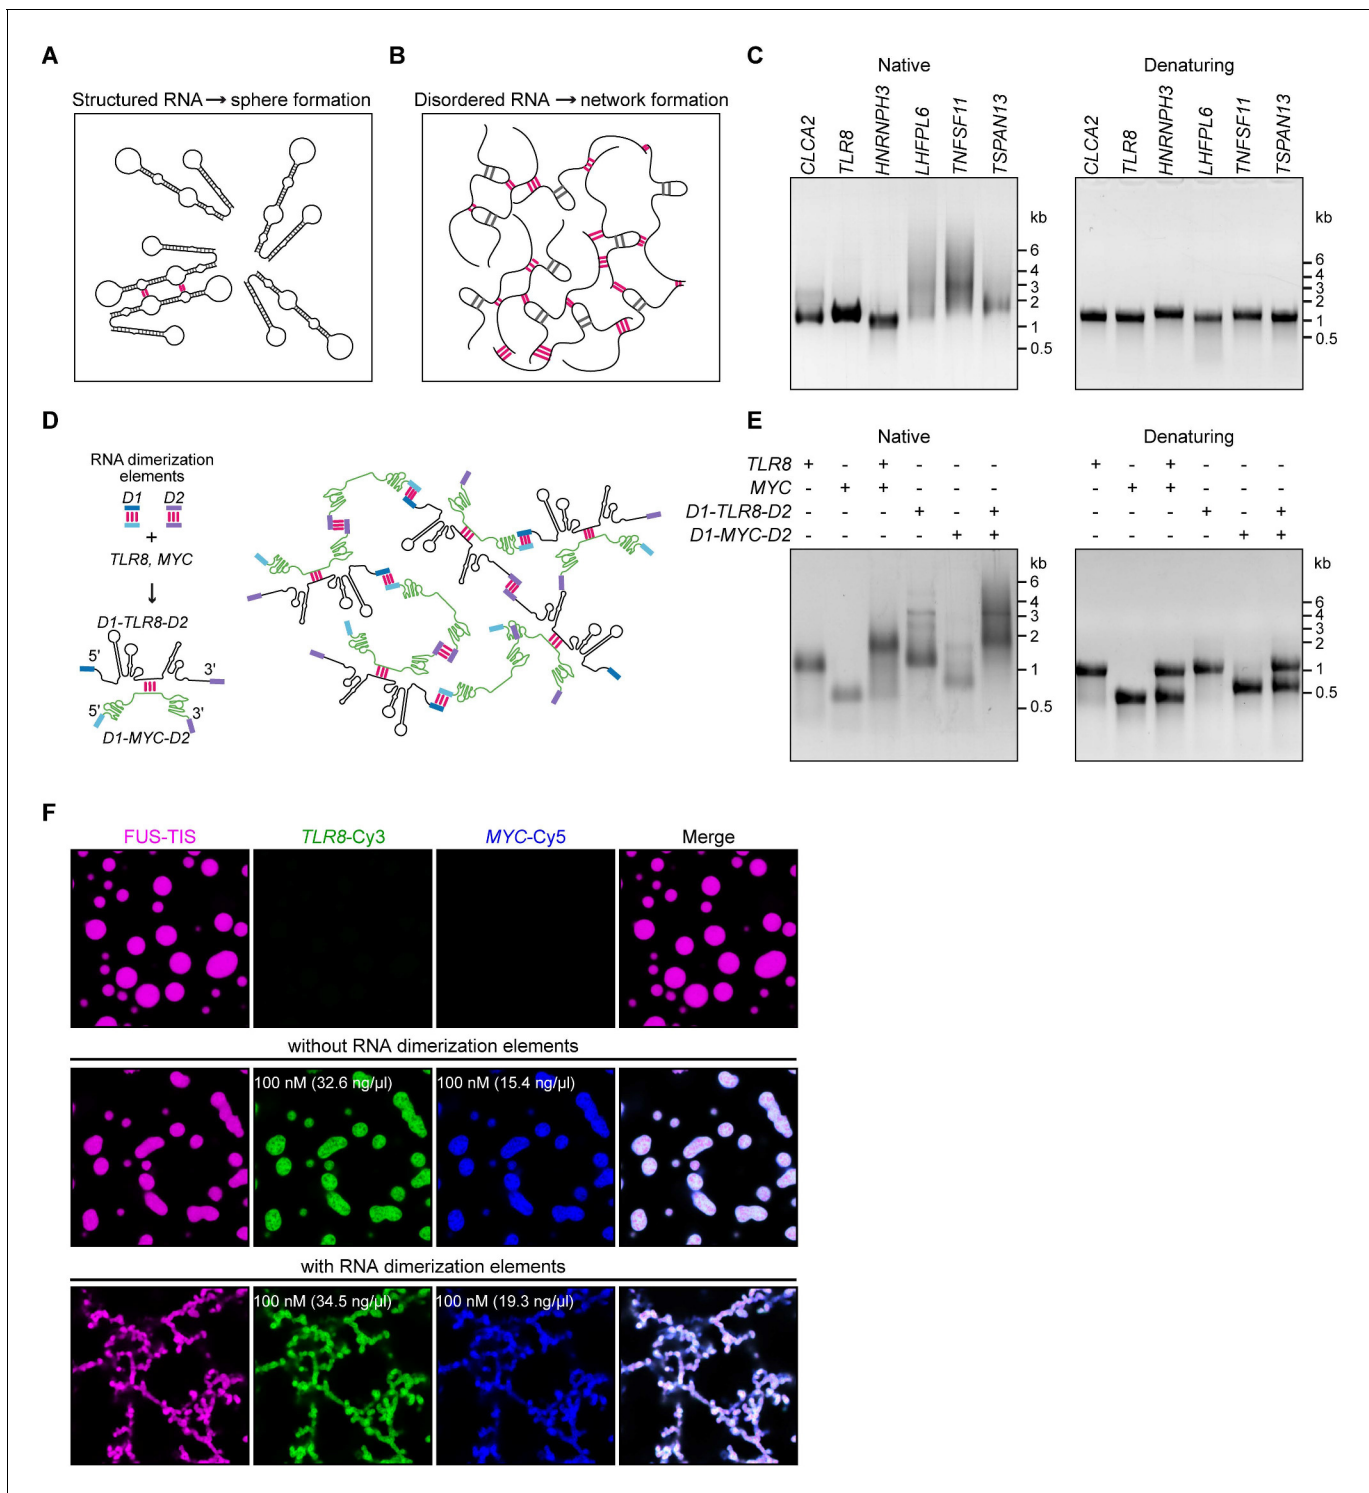 A
Structured RNA → sphere formation
B
Disordered RNA → network formation
C
Native
Denaturing
CLCA2
TLR8
HNRNPH3
LHFPL6
TNFSF11
TSPAN13
kb
6
4
3
2
1
0.5
CLCA2
TLR8
HNRNPH3
LHFPL6
TNFSF11
TSPAN13
kb
6
4
3
2
1
0.5
D
RNA dimerization
elements
D1 D2
+
TLR8, MYC
↓
D1-TLR8-D2
5' 3'
5' 3'
D1-MYC-D2
E
Native
Denaturing
TLR8 + - + - - - + - + - - -
MYC - + + - - - - + + - - -
D1-TLR8-D2 - - - + - + - - - + - +
D1-MYC-D2 - - - - + + - - - - + +
kb
6
4
3
2
1
0.5
kb
6
4
3
2
1
0.5
F
FUS-TIS TLR8-Cy3 MYC-Cy5 Merge
without RNA dimerization elements
100 nM (32.6 ng/µl) 100 nM (15.4 ng/µl)
with RNA dimerization elements
100 nM (34.5 ng/µl) 100 nM (19.3 ng/µl)